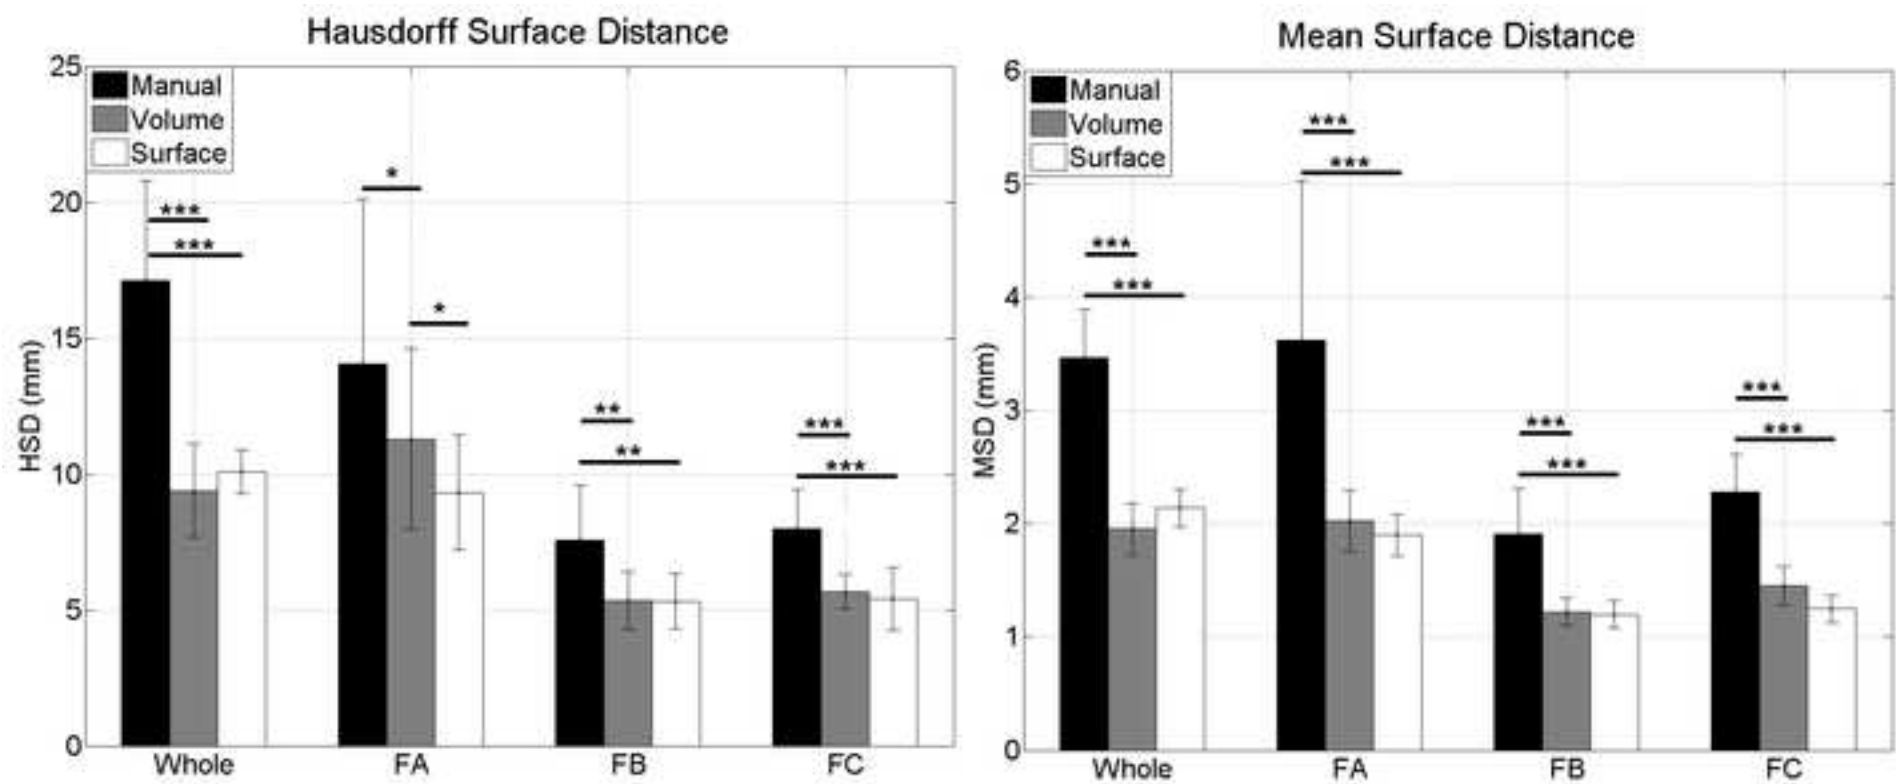 Hausdorff Surface Distance
25
20
15
10
5
0
HSD (mm)
Manual
Volume
Surface
***
***
*
*
**
**
***
***
Whole FA FB FC
Mean Surface Distance
6
5
4
3
2
1
0
MSD (mm)
Manual
Volume
Surface
***
***
***
***
***
***
***
***
Whole FA FB FC